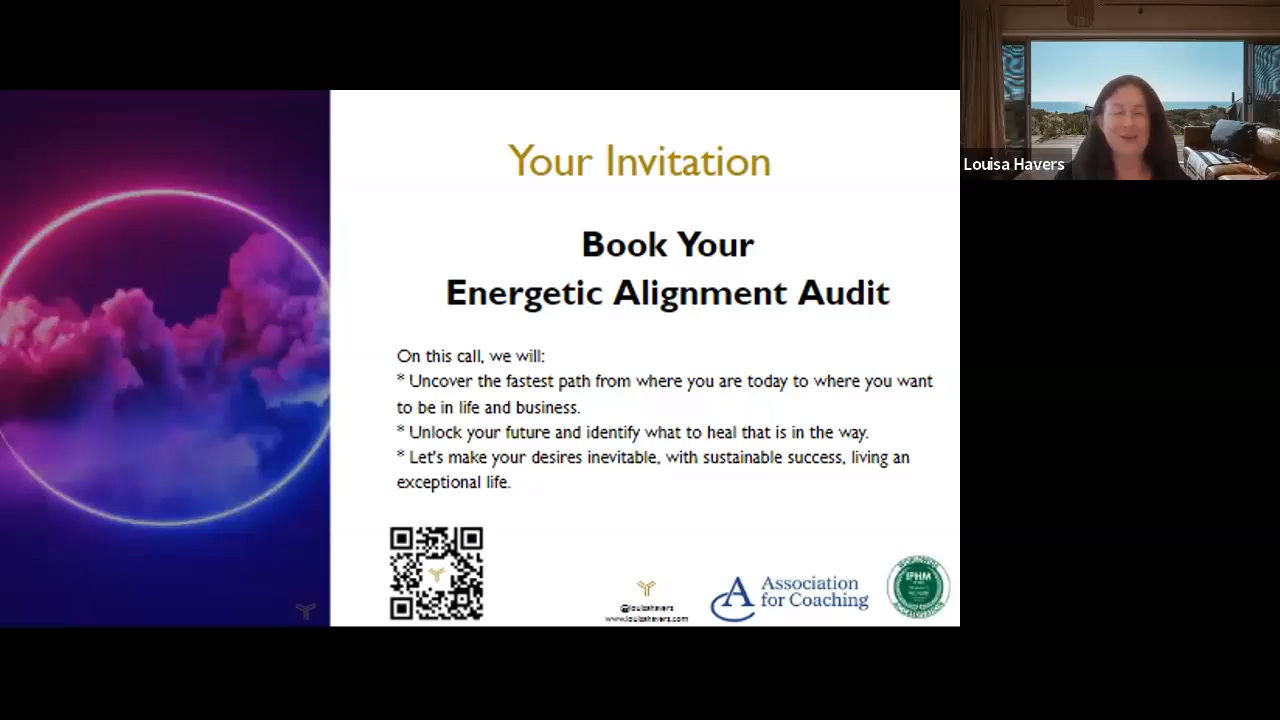 Your Invitation
Book Your
Energetic Alignment Audit
On this call, we will:
* Uncover the fastest path from where you are today to where you want
to be in life and business.
* Unlock your future and identify what to heal that is in the way.
* Let's make your desires inevitable, with sustainable success, living an
exceptional life.
@louisahavers
www.louisahavers.com
Association
for Coaching
IPHM
Louisa Havers